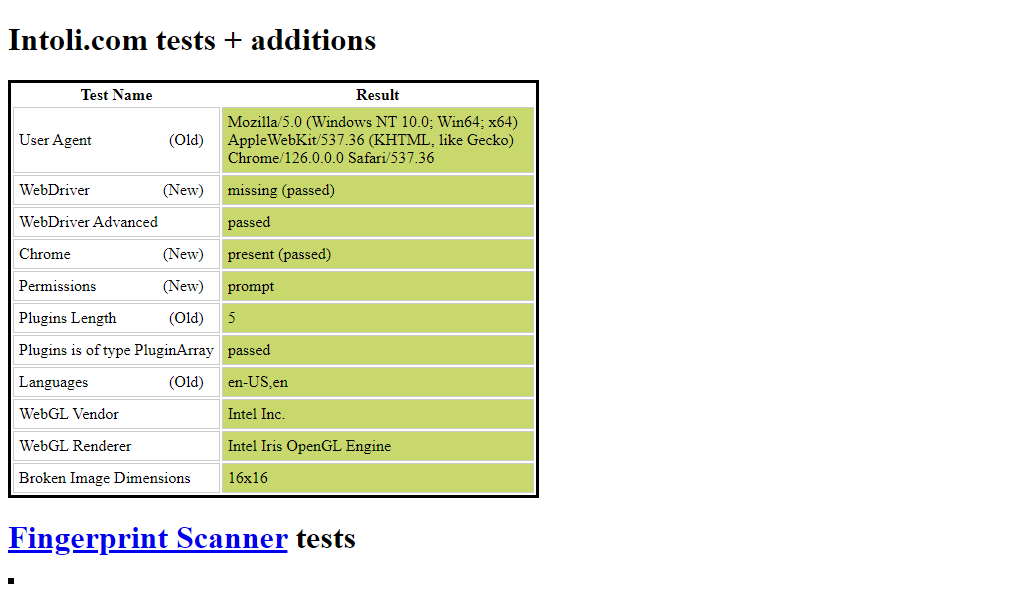 Intoli.com tests + additions
Test Name Result
User Agent (Old) Mozilla/5.0 (Windows NT 10.0; Win64; x64)
AppleWebKit/537.36 (KHTML, like Gecko)
Chrome/126.0.0.0 Safari/537.36
WebDriver (New) missing (passed)
WebDriver Advanced passed
Chrome (New) present (passed)
Permissions (New) prompt
Plugins Length (Old) 5
Plugins is of type PluginArray passed
Languages (Old) en-US,en
WebGL Vendor Intel Inc.
WebGL Renderer Intel Iris OpenGL Engine
Broken Image Dimensions 16x16
Fingerprint Scanner tests